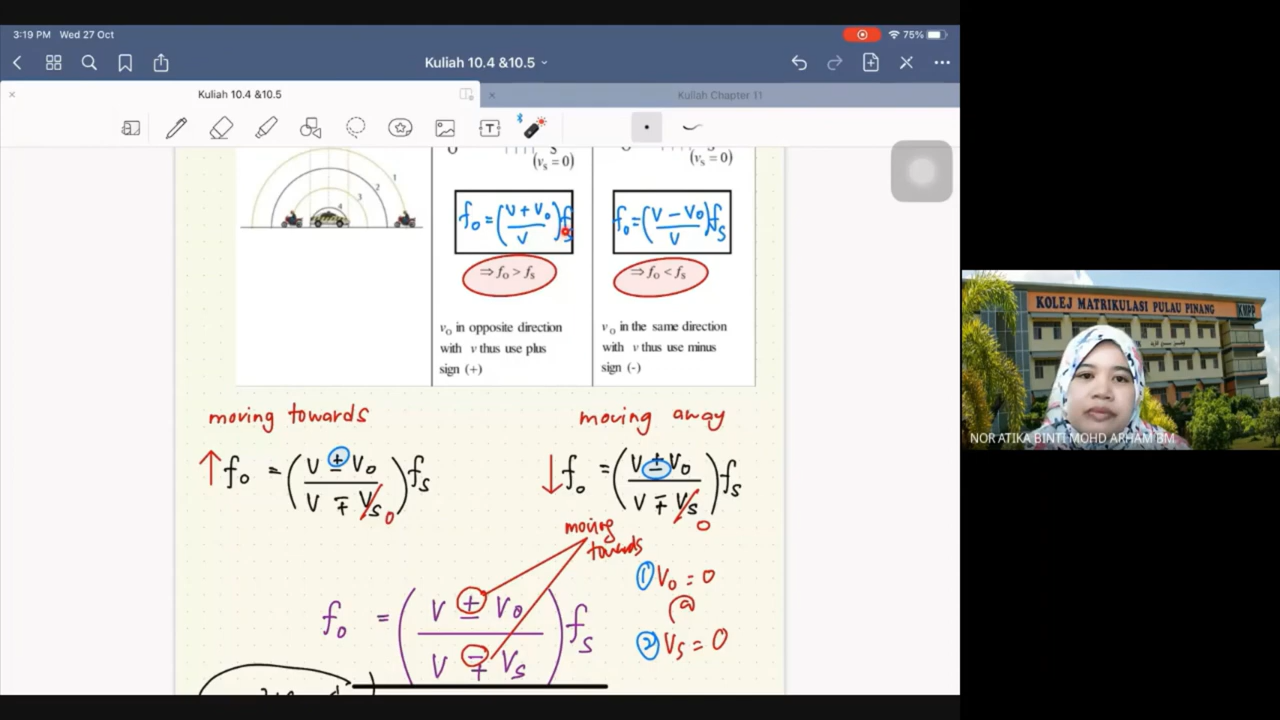 3:19 PM Wed 27 Oct
75%
Kuliah 10.4 &10.5
Kuliah 10.4 &10.5
Kuliah Chapter 11
T
1
2
3
4
O
S
(vₛ = 0)
O
S
(vₛ = 0)
fₒ = (v + vₒ / v) fₛ
fₒ = (v − vₒ / v) fₛ
⇒ fₒ > fₛ
⇒ fₒ < fₛ
vₒ in opposite direction
with v thus use plus
sign (+)
vₒ in the same direction
with v thus use minus
sign (-)
moving towards
moving away
↑ fₒ = (v ± vₒ / v ∓ vₛ) fₛ
0
↓ fₒ = (v ± vₒ / v ∓ vₛ) fₛ
0
moving
towards
fₒ = (v ± vₒ / v ∓ vₛ) fₛ
① vₒ = 0
@
② vₛ = 0
KOLEJ MATRIKULASI PULAU PINANG
KMPP
NOR ATIKA BINTI MOHD ARHAM BM